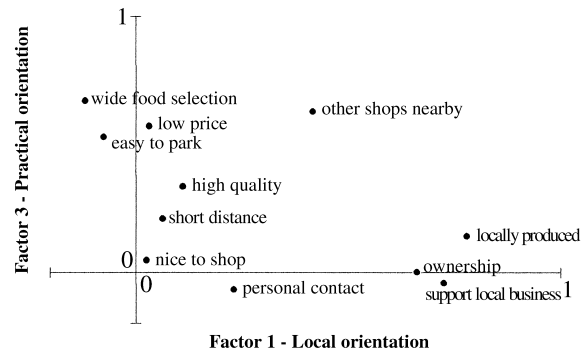 1
Factor 3 - Practical orientation
wide food selection
other shops nearby
low price
easy to park
high quality
short distance
locally produced
0
nice to shop
ownership
0
personal contact
support local business
1
Factor 1 - Local orientation